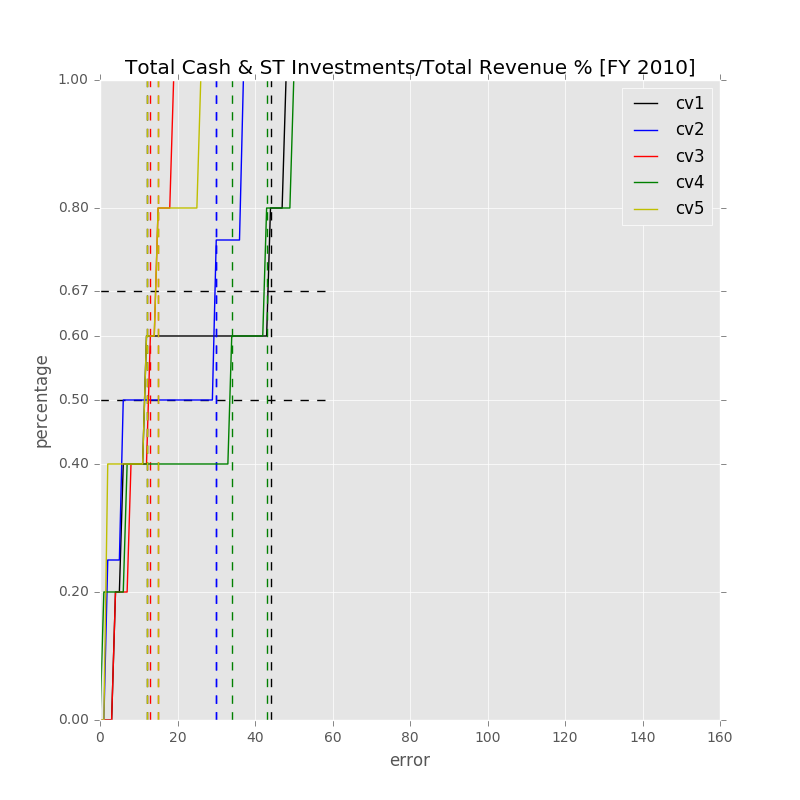 Total Cash & ST Investments/Total Revenue % [FY 2010]
1.00
cv1
cv2
cv3
cv4
cv5
0.80
0.67
0.60
percentage
0.50
0.40
0.20
0.00
0 20 40 60 80 100 120 140 160
error